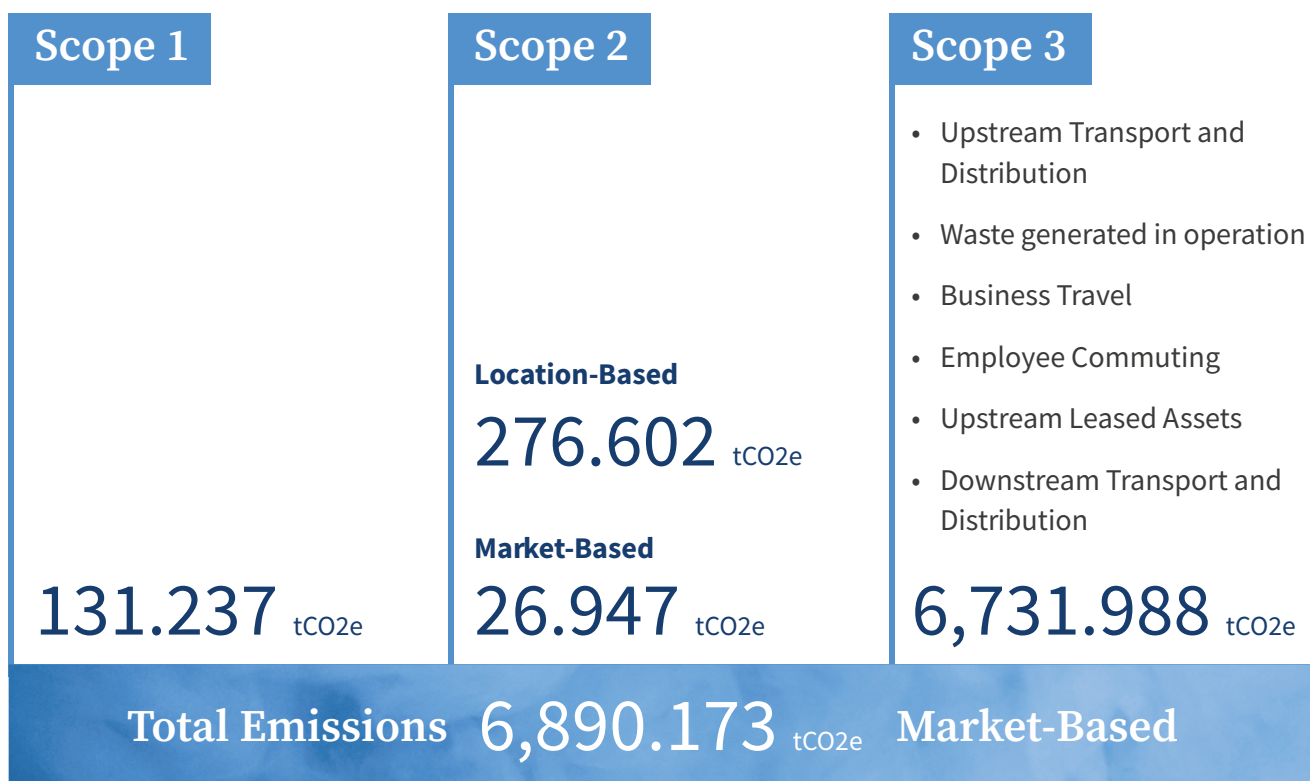 Scope 1
131.237 tCO2e
Scope 2
Location-Based
276.602 tCO2e
Market-Based
26.947 tCO2e
Scope 3
• Upstream Transport and
Distribution
• Waste generated in operation
• Business Travel
• Employee Commuting
• Upstream Leased Assets
• Downstream Transport and
Distribution
6,731.988 tCO2e
Total Emissions 6,890.173 tCO2e Market-Based